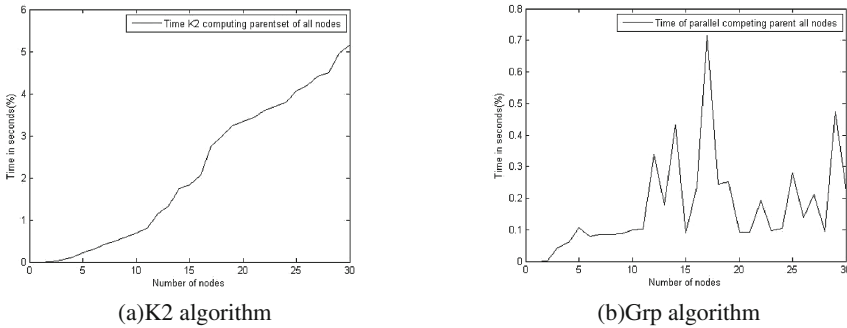 6
5
4
3
2
1
0
0 5 10 15 20 25 30
Time in seconds(%)
Number of nodes
Time K2 computing parentset of all nodes
(a)K2 algorithm
0.8
0.7
0.6
0.5
0.4
0.3
0.2
0.1
0
0 5 10 15 20 25 30
Time in seconds(%)
Number of nodes
Time of parallel competing parent all nodes
(b)Grp algorithm